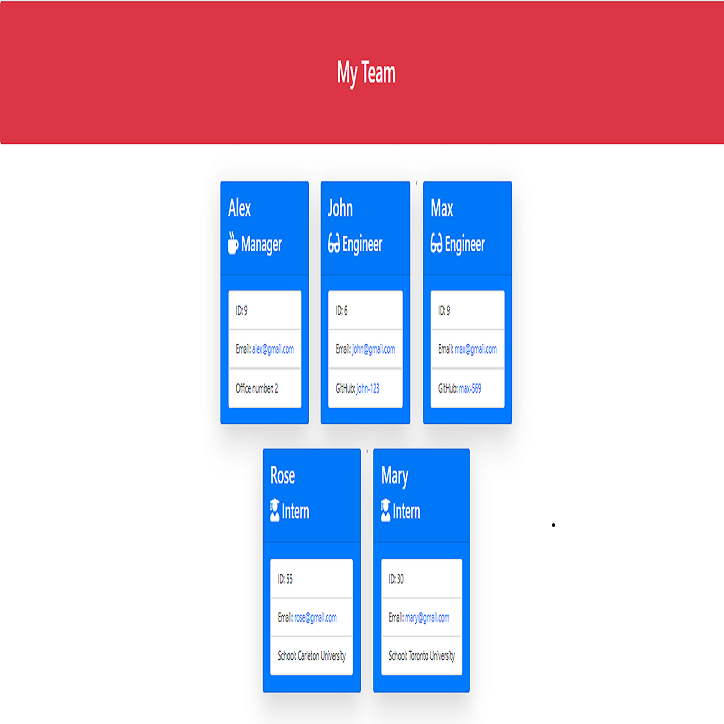 My Team
Alex
Manager
ID: 9
Email: alex@gmail.com
Office number: 2
John
Engineer
ID: 6
Email: john@gmail.com
GitHub: john-123
Max
Engineer
ID: 9
Email: max@gmail.com
GitHub: max-569
Rose
Intern
ID: 55
Email: rose@gmail.com
School: Carleton University
Mary
Intern
ID: 30
Email: mary@gmail.com
School: Toronto University